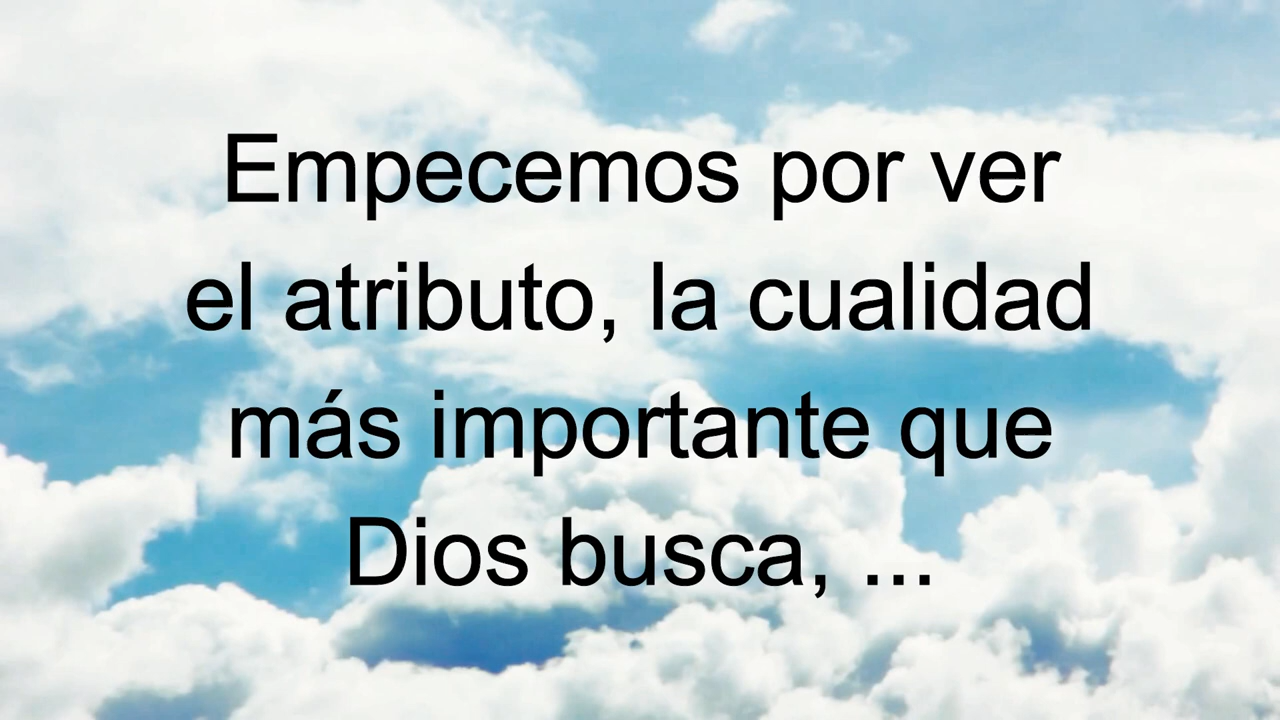 Empecemos por ver
el atributo, la cualidad
más importante que
Dios busca, ...